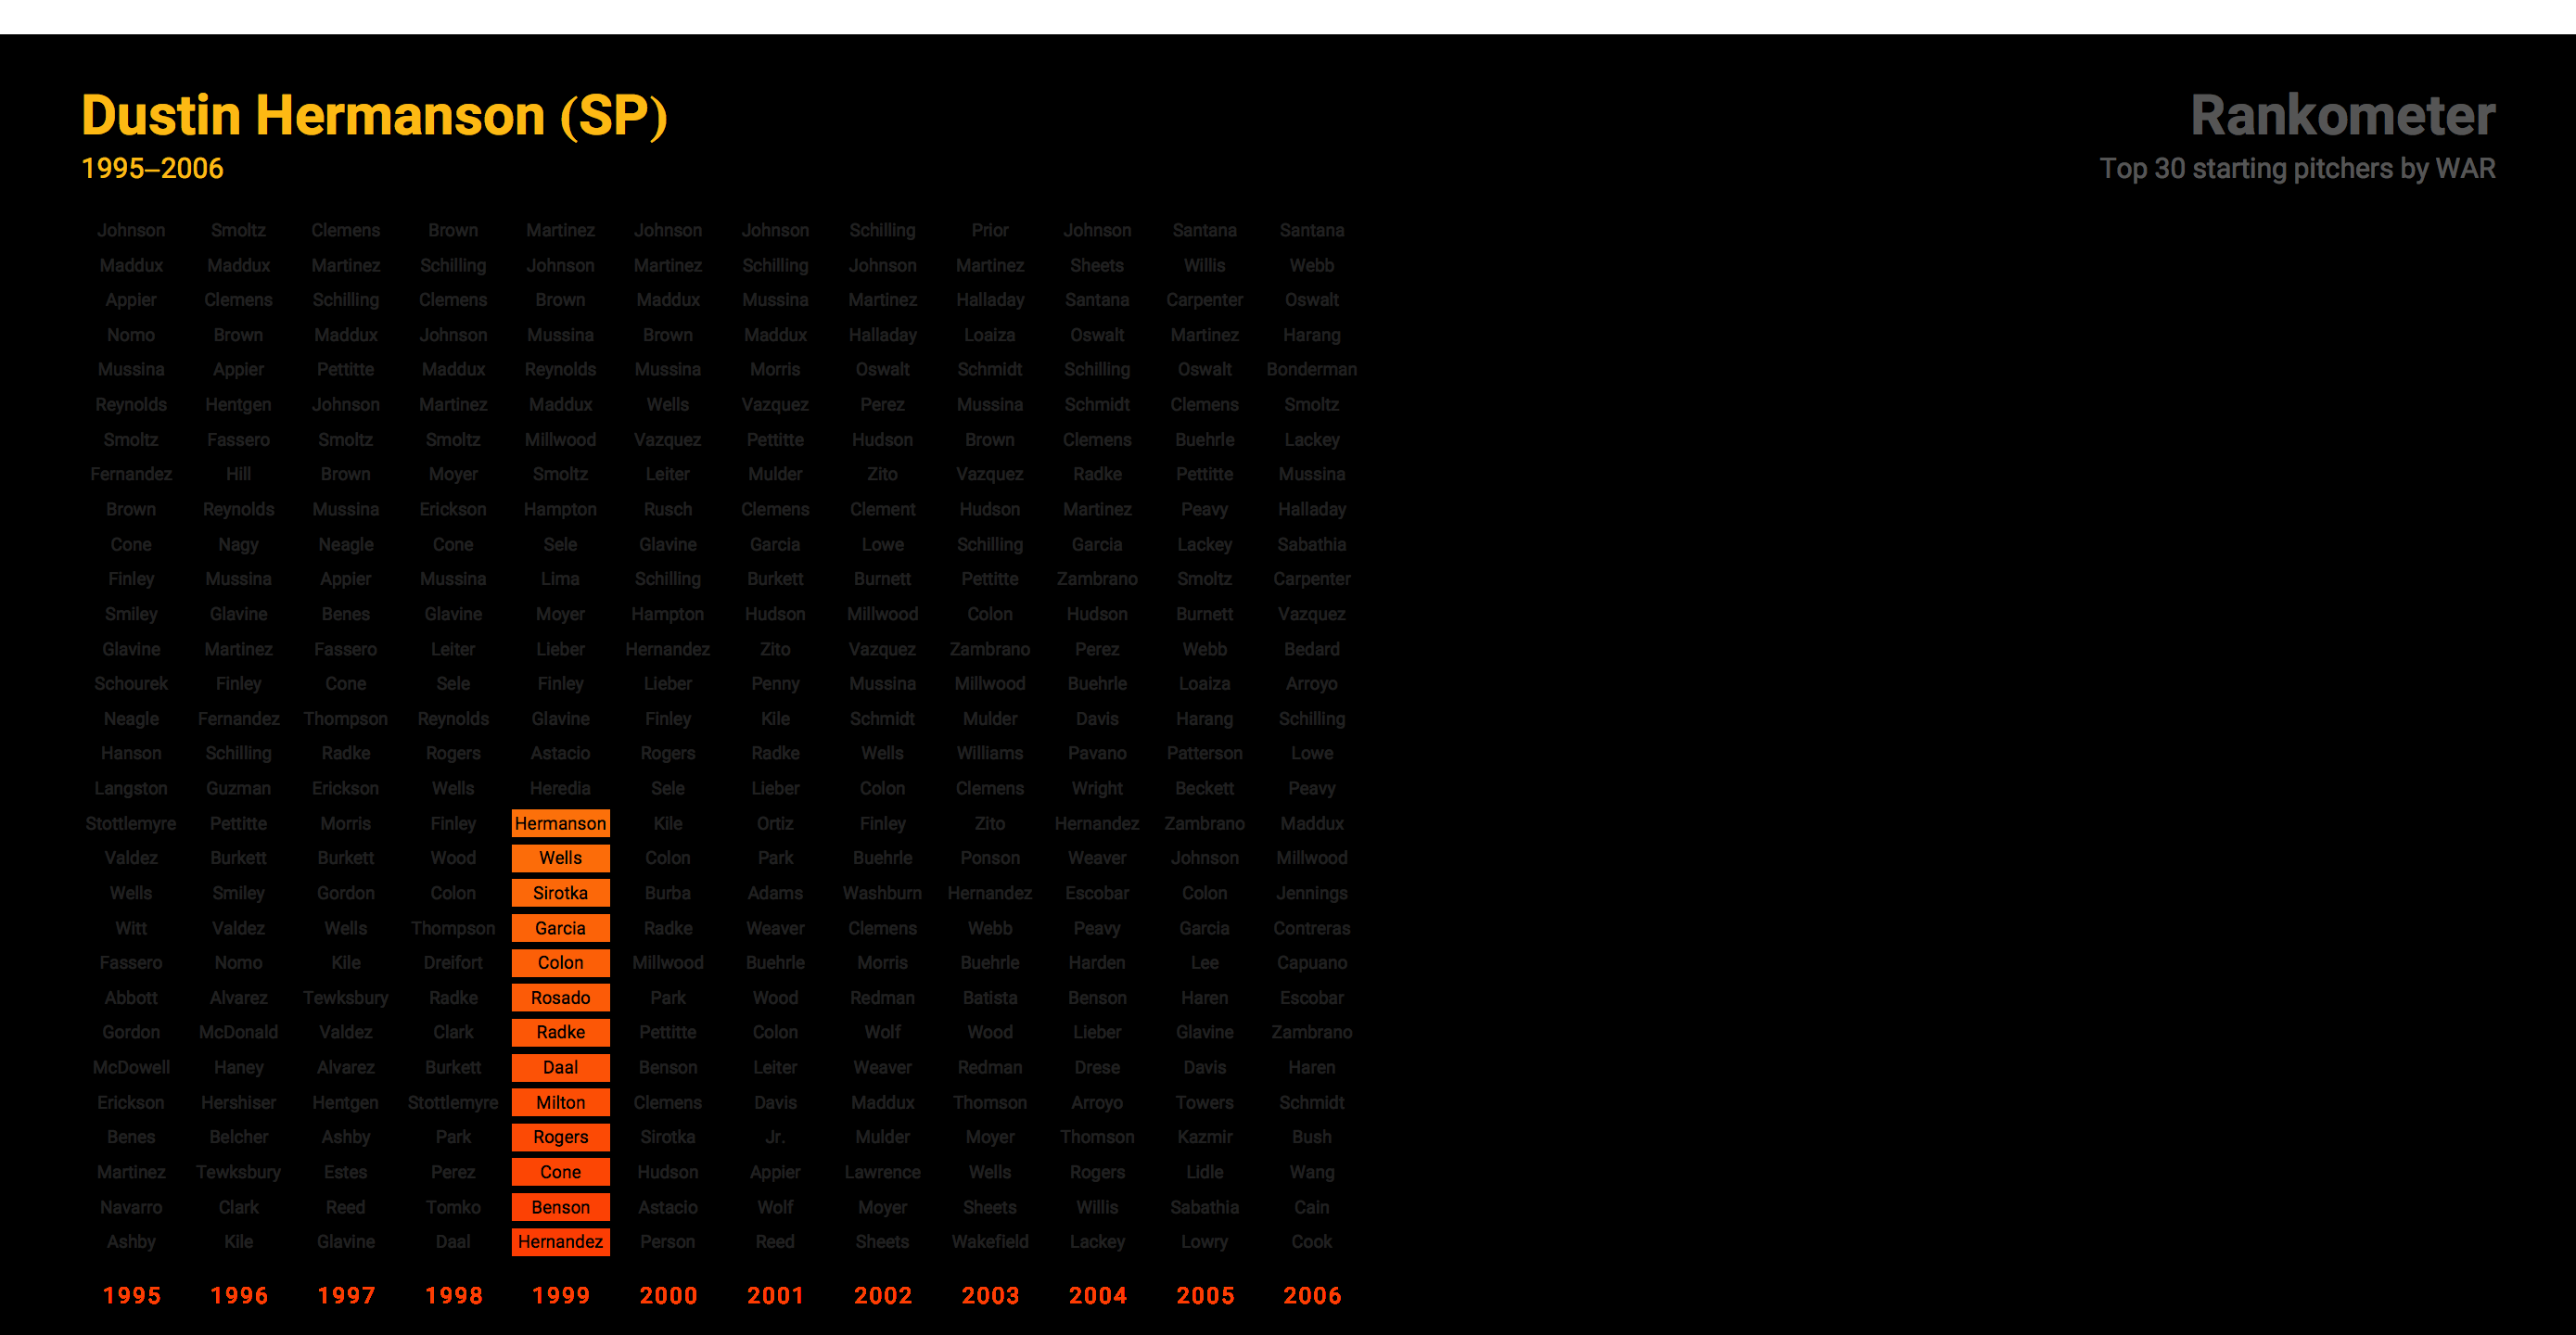 Dustin Hermanson (SP)
1995–2006
Rankometer
Top 30 starting pitchers by WAR
Johnson Smoltz Clemens Brown Martinez Johnson Johnson Schilling Prior Johnson Santana Santana
Maddux Maddux Martinez Schilling Johnson Martinez Schilling Johnson Martinez Sheets Willis Webb
Appier Clemens Schilling Clemens Brown Maddux Mussina Martinez Halladay Santana Carpenter Oswalt
Nomo Brown Maddux Johnson Mussina Brown Maddux Halladay Loaiza Oswalt Martinez Harang
Mussina Appier Pettitte Maddux Reynolds Mussina Morris Oswalt Schmidt Schilling Oswalt Bonderman
Reynolds Hentgen Johnson Martinez Maddux Wells Vazquez Perez Mussina Schmidt Clemens Smoltz
Smoltz Fassero Smoltz Smoltz Millwood Vazquez Pettitte Hudson Brown Clemens Buehrle Lackey
Fernandez Hill Brown Moyer Smoltz Leiter Mulder Zito Vazquez Radke Pettitte Mussina
Brown Reynolds Mussina Erickson Hampton Rusch Clemens Clement Hudson Martinez Peavy Halladay
Cone Nagy Neagle Cone Sele Glavine Garcia Lowe Schilling Garcia Lackey Sabathia
Finley Mussina Appier Mussina Lima Schilling Burkett Burnett Pettitte Zambrano Smoltz Carpenter
Smiley Glavine Benes Glavine Moyer Hampton Hudson Millwood Colon Hudson Burnett Vazquez
Glavine Martinez Fassero Leiter Lieber Hernandez Zito Vazquez Zambrano Perez Webb Bedard
Schourek Finley Cone Sele Finley Lieber Penny Mussina Millwood Buehrle Loaiza Arroyo
Neagle Fernandez Thompson Reynolds Glavine Finley Kile Schmidt Mulder Davis Harang Schilling
Hanson Schilling Radke Rogers Astacio Rogers Radke Wells Williams Pavano Patterson Lowe
Langston Guzman Erickson Wells Heredia Sele Lieber Colon Clemens Wright Beckett Peavy
Stottlemyre Pettitte Morris Finley Hermanson Kile Ortiz Finley Zito Hernandez Zambrano Maddux
Valdez Burkett Burkett Wood Wells Colon Park Buehrle Ponson Weaver Johnson Millwood
Wells Smiley Gordon Colon Sirotka Burba Adams Washburn Hernandez Escobar Colon Jennings
Witt Valdez Wells Thompson Garcia Radke Weaver Clemens Webb Peavy Garcia Contreras
Fassero Nomo Kile Dreifort Colon Millwood Buehrle Morris Buehrle Harden Lee Capuano
Abbott Alvarez Tewksbury Radke Rosado Park Wood Redman Batista Benson Haren Escobar
Gordon McDonald Valdez Clark Radke Pettitte Colon Wolf Wood Lieber Glavine Zambrano
McDowell Haney Alvarez Burkett Daal Benson Leiter Weaver Redman Drese Davis Haren
Erickson Hershiser Hentgen Stottlemyre Milton Clemens Davis Maddux Thomson Arroyo Towers Schmidt
Benes Belcher Ashby Park Rogers Sirotka Jr. Mulder Moyer Thomson Kazmir Bush
Martinez Tewksbury Estes Perez Cone Hudson Appier Lawrence Wells Rogers Lidle Wang
Navarro Clark Reed Tomko Benson Astacio Wolf Moyer Sheets Willis Sabathia Cain
Ashby Kile Glavine Daal Hernandez Person Reed Sheets Wakefield Lackey Lowry Cook
1995 1996 1997 1998 1999 2000 2001 2002 2003 2004 2005 2006